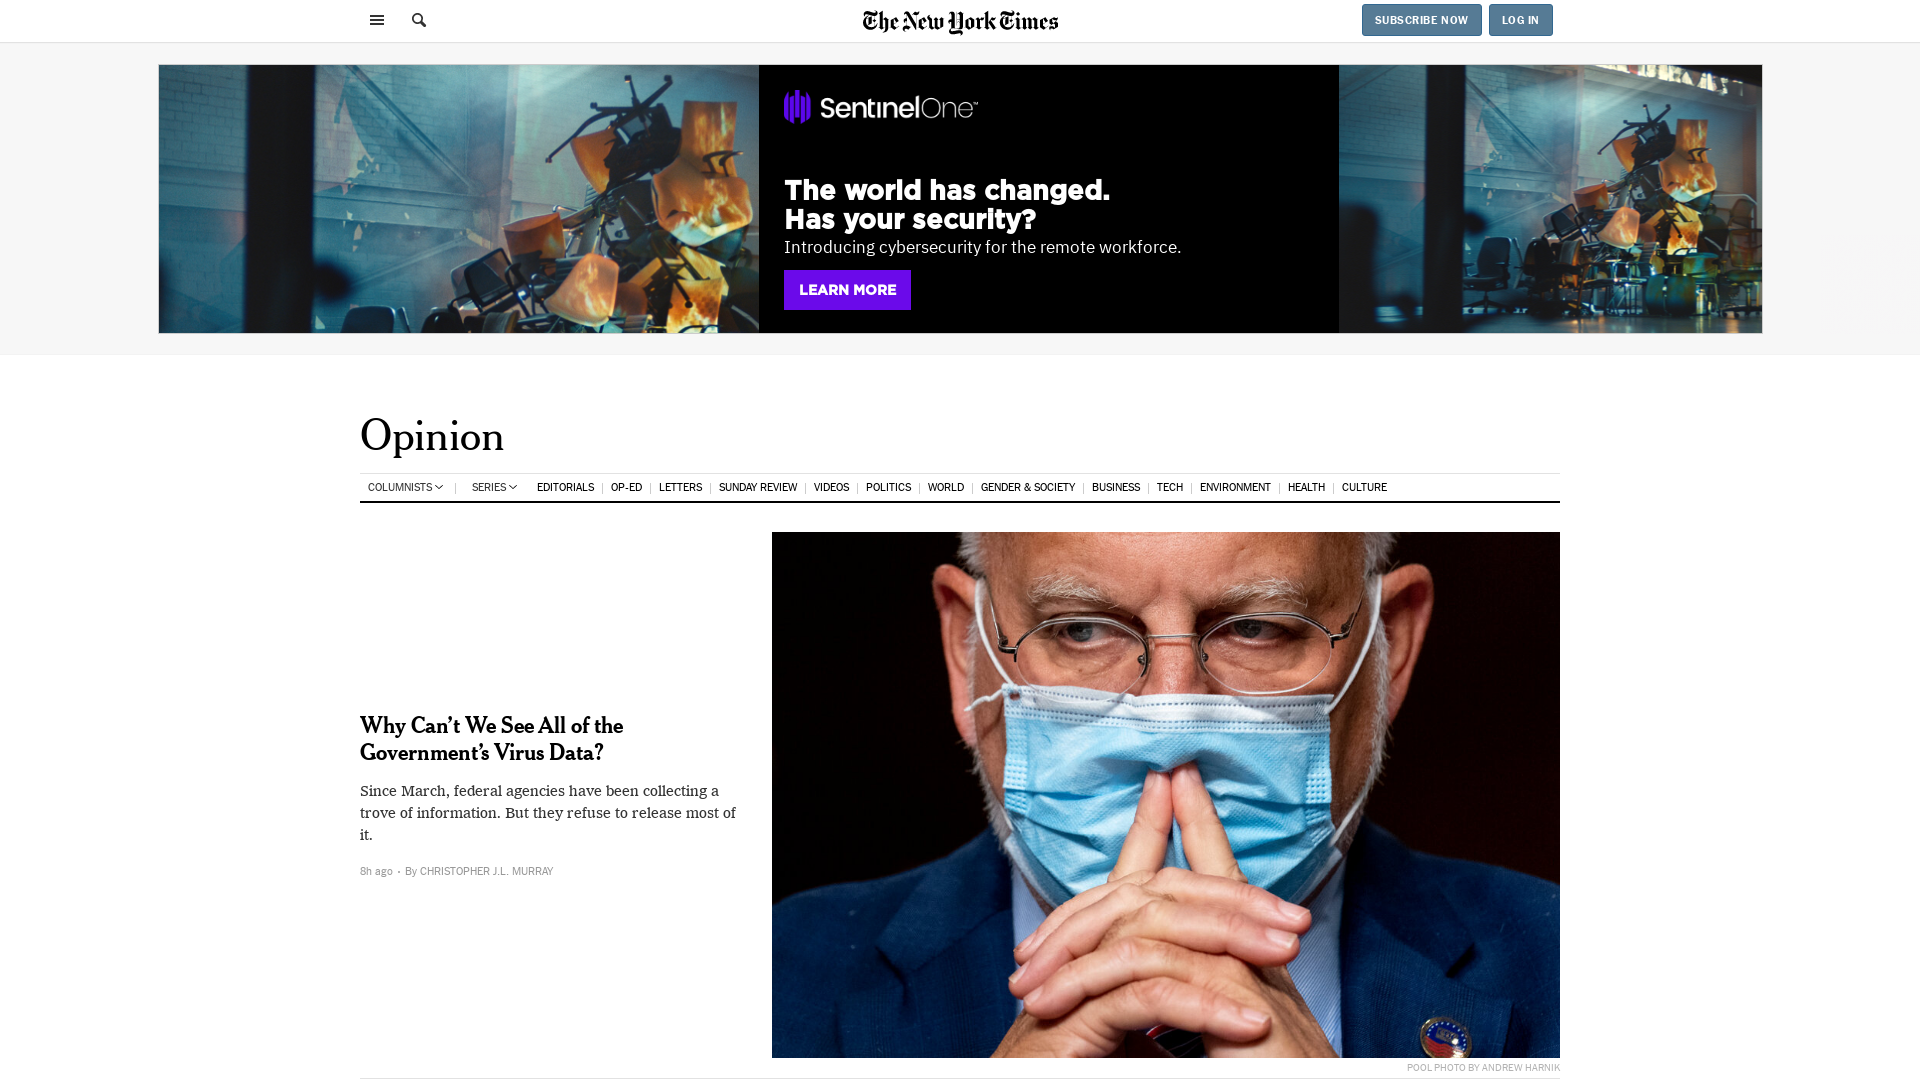 The New York Times
SUBSCRIBE NOW
LOG IN
SentinelOne™
The world has changed.
Has your security?
Introducing cybersecurity for the remote workforce.
LEARN MORE
Opinion
COLUMNISTS SERIES EDITORIALS OP-ED LETTERS SUNDAY REVIEW VIDEOS POLITICS WORLD GENDER & SOCIETY BUSINESS TECH ENVIRONMENT HEALTH CULTURE
Why Can’t We See All of the
Government’s Virus Data?
Since March, federal agencies have been collecting a
trove of information. But they refuse to release most of
it.
8h ago • By CHRISTOPHER J.L. MURRAY
POOL PHOTO BY ANDREW HARNIK